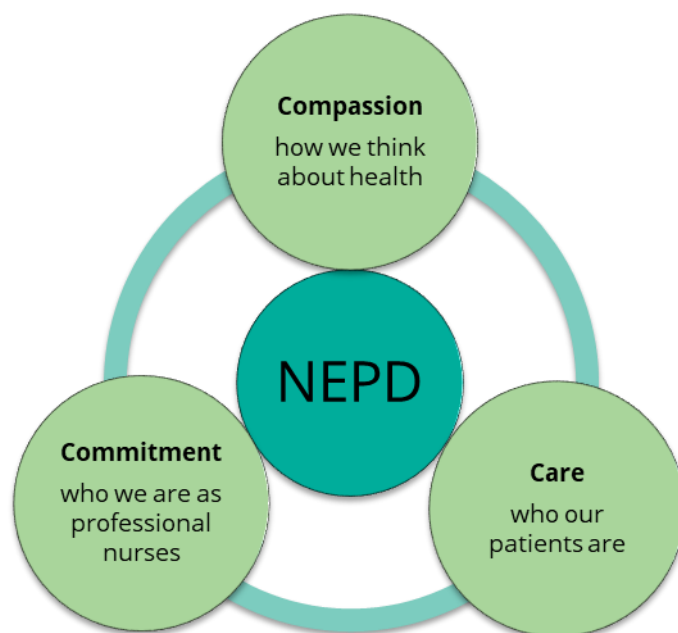 Compassion
how we think
about health
NEPD
Commitment
who we are as
professional
nurses
Care
who our
patients are